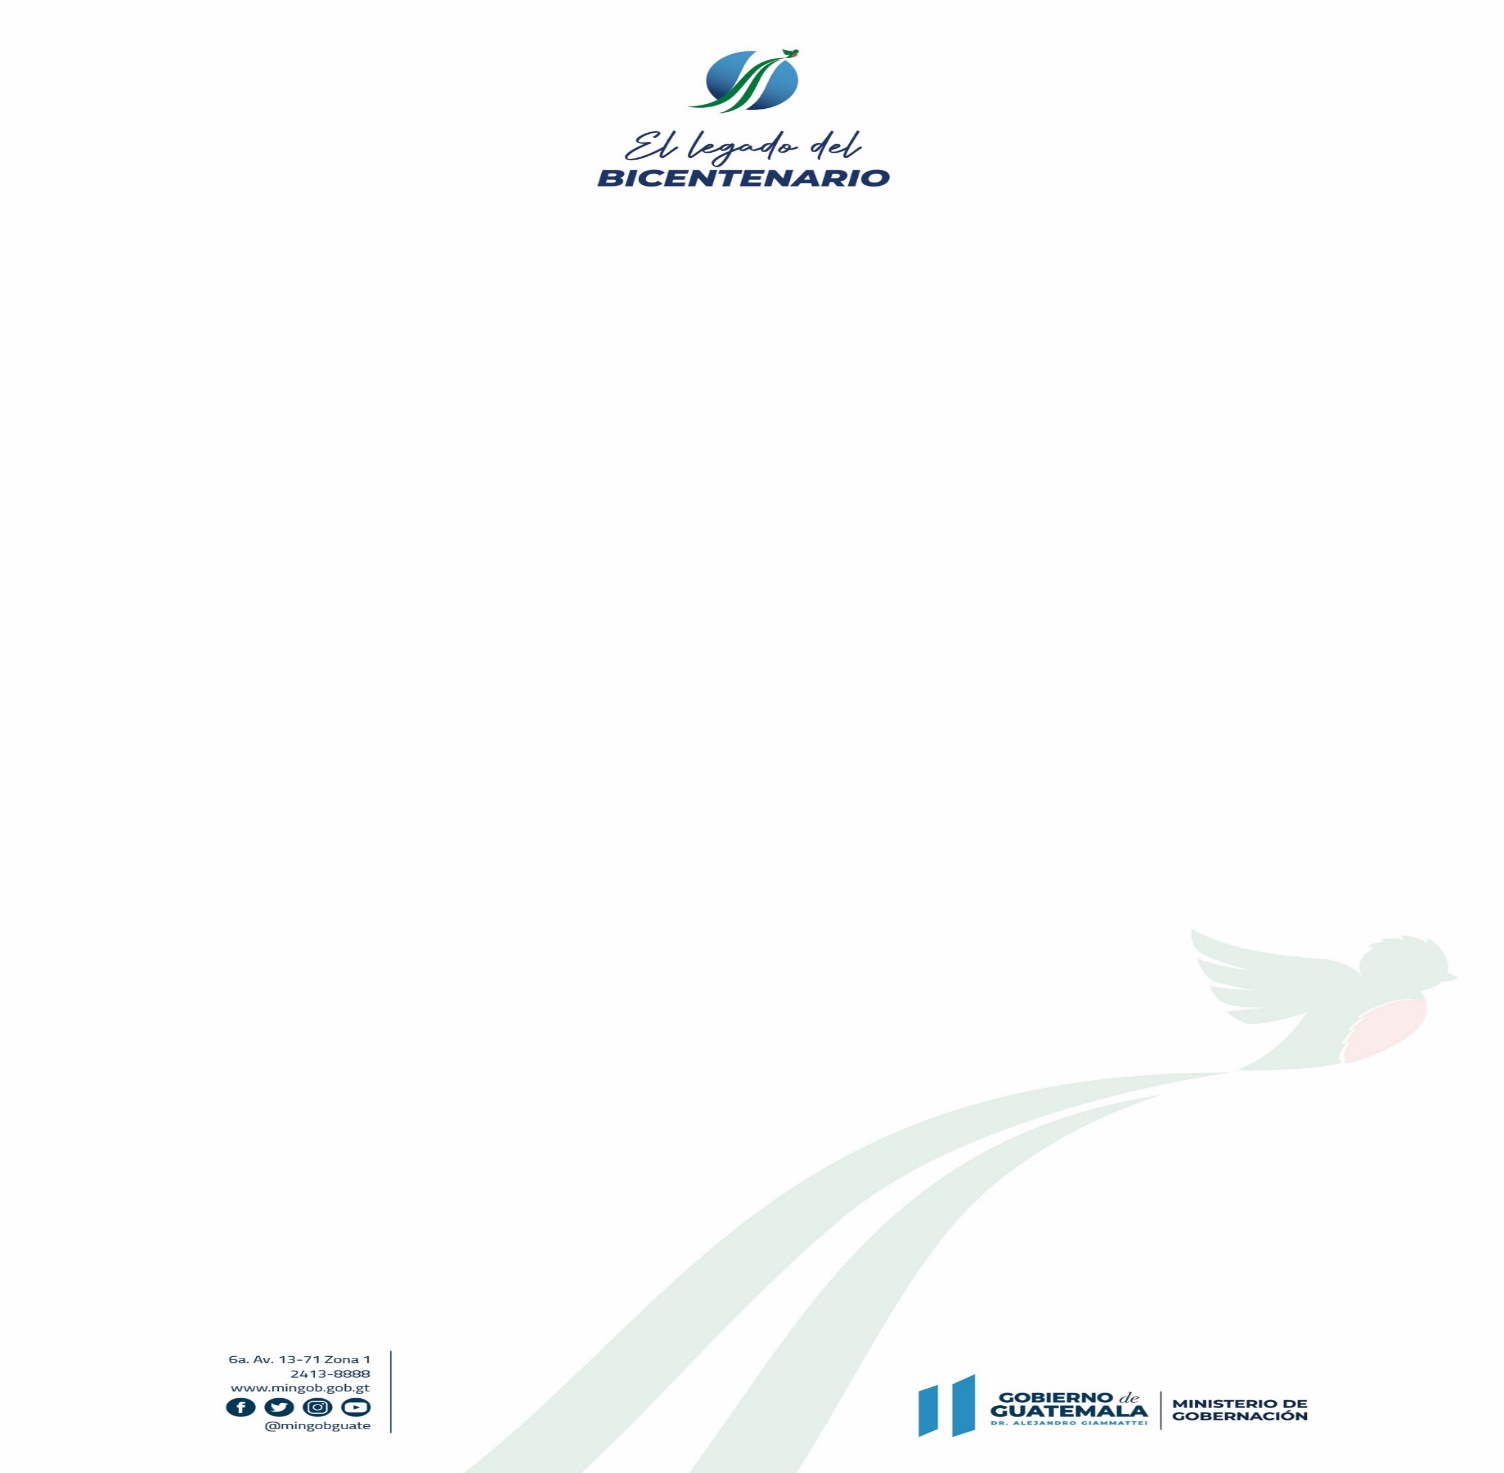 El legado del
BICENTENARIO
6a. Av. 13-71 Zona 1
2413-8888
www.mingob.gob.gt
@mingobguate
GOBIERNO de
GUATEMALA
DR. ALEJANDRO GIAMMATTEI
MINISTERIO DE
GOBERNACIÓN